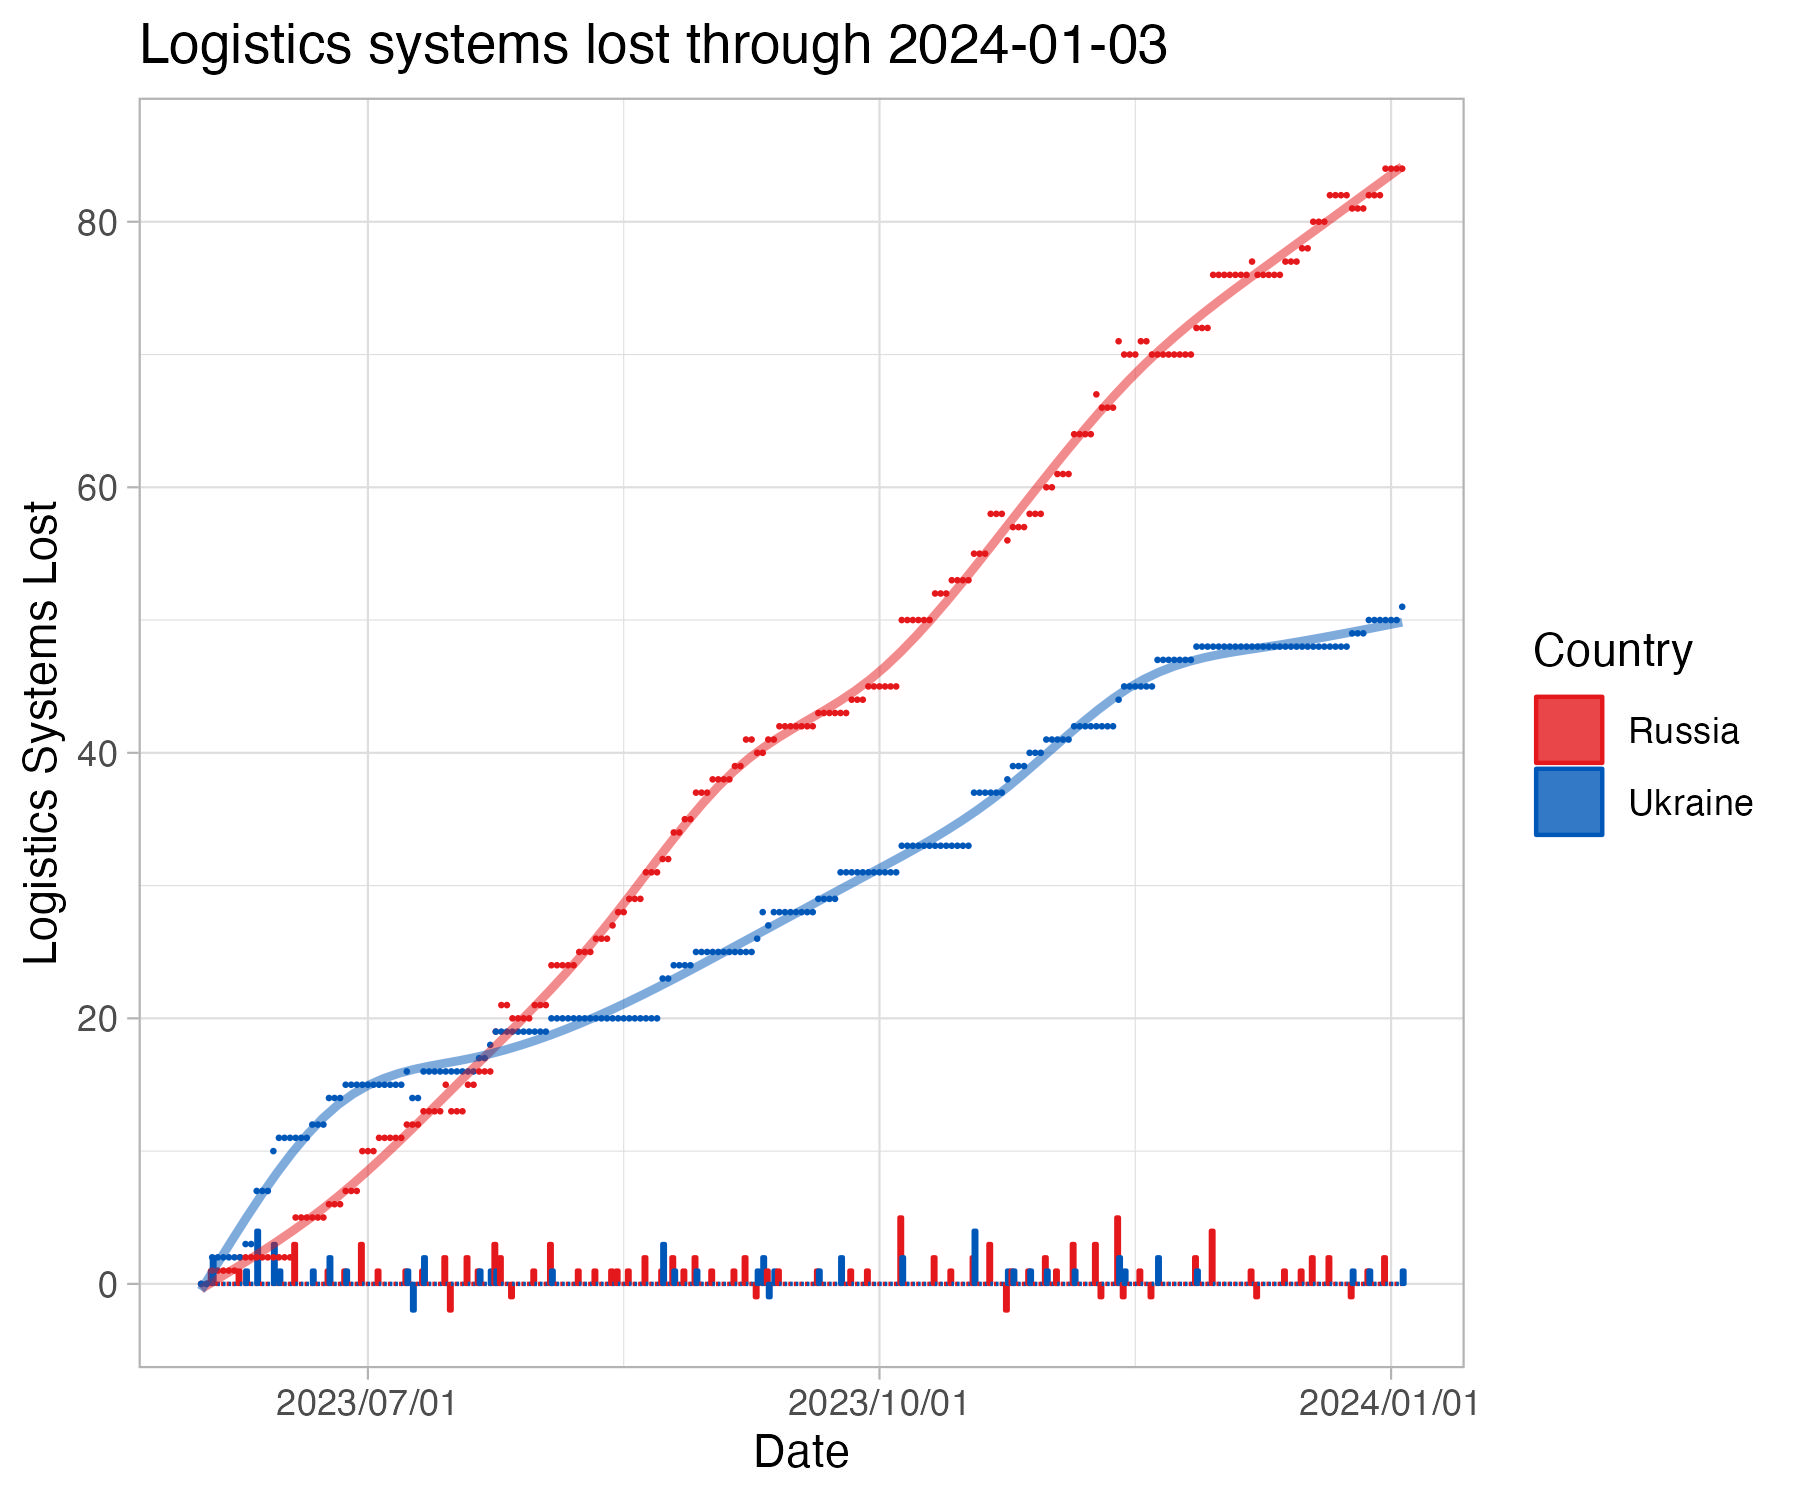 Logistics systems lost through 2024-01-03
Logistics Systems Lost
80
60
40
20
0
2023/07/01
2023/10/01
2024/01/01
Date
Country
Russia
Ukraine